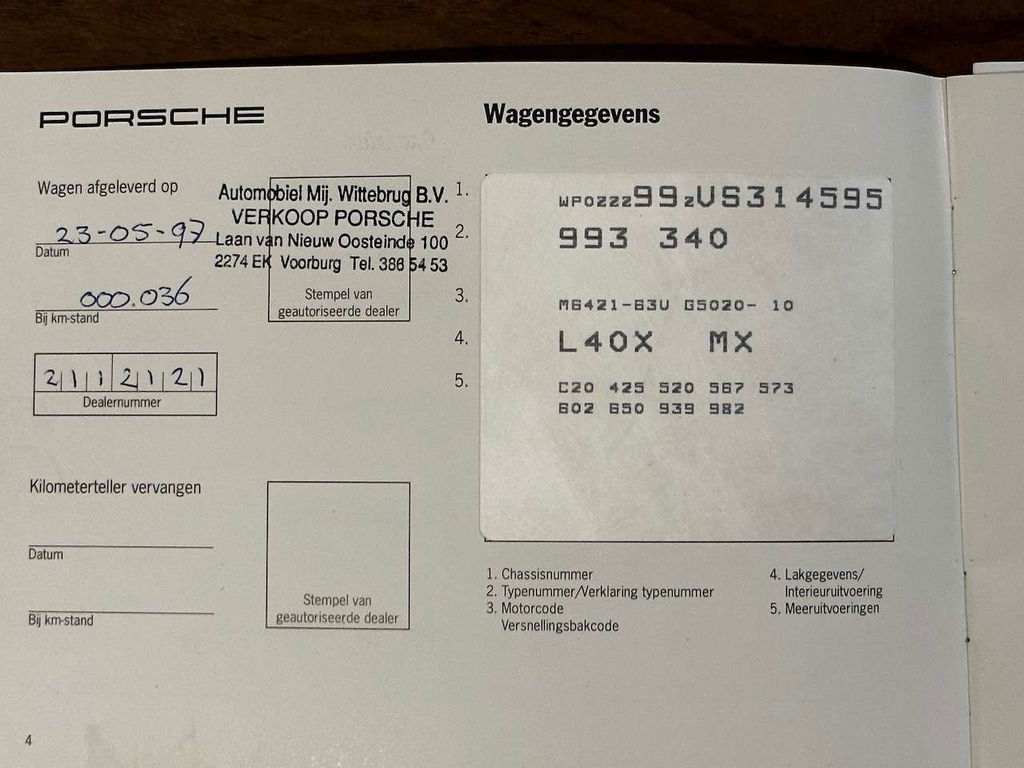 PORSCHE
Wagen afgeleverd op
23-05-97
Datum
000.036
Bij km-stand
Automobiel Mij. Wittebrug B.V.
VERKOOP PORSCHE
Laan van Nieuw Oosteinde 100
2274 EK Voorburg Tel. 386 54 53
Stempel van
geautoriseerde dealer
2 1 1 2 1 2 1
Dealernummer
Kilometerteller vervangen
Datum
Bij km-stand
Stempel van
geautoriseerde dealer
4
Wagengegevens
1. WP0ZZZ99ZVS314595
2. 993 340
3. M6421-63U G5020- 10
4. L40X MX
5. C20 425 520 567 573
602 650 939 982
1. Chassisnummer
2. Typenummer/Verklaring typenummer
3. Motorcode
Versnellingsbakcode
4. Lakgegevens/
Interieuruitvoering
5. Meeruitvoeringen